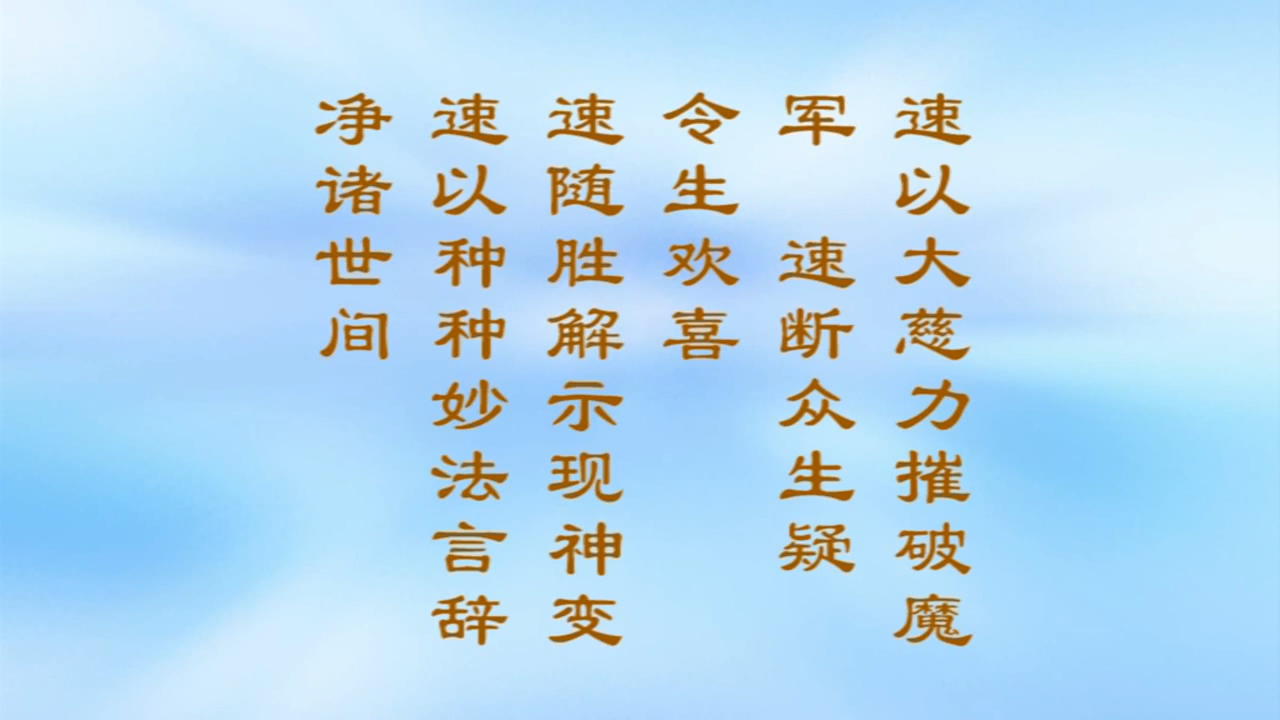 速以大慈力摧破魔
军 速断众生疑
令生欢喜
速随胜解示现神变
速以种种妙法言辞
净诸世间